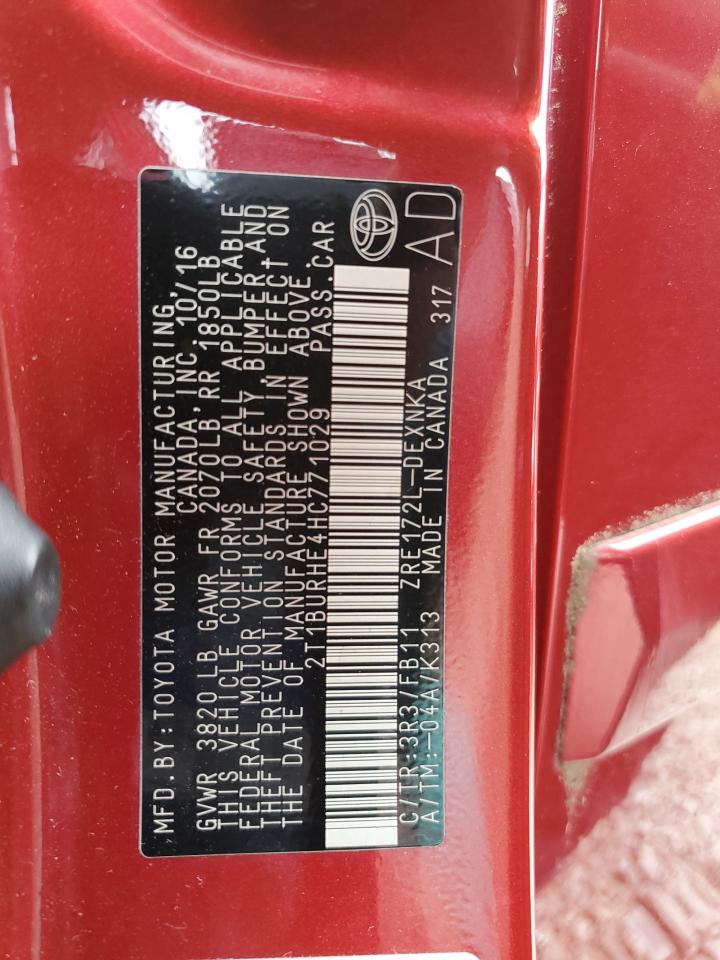 MFD.BY:TOYOTA MOTOR MANUFACTURING,
CANADA, INC. 10/16
GVWR 3820 LB GAWR FR 2070LB, RR 1850LB
THIS VEHICLE CONFORMS TO ALL APPLICABLE
FEDERAL MOTOR VEHICLE SAFETY, BUMPER, AND
THEFT PREVENTION STANDARDS IN EFFECT ON
THE DATE OF MANUFACTURE SHOWN ABOVE.
2T1BURHE4HC771029 PASS.CAR
C/TR:3R3/FB11 ZRE172L-DEXNKA
A/TM:-04A/K313 MADE IN CANADA 317 AD